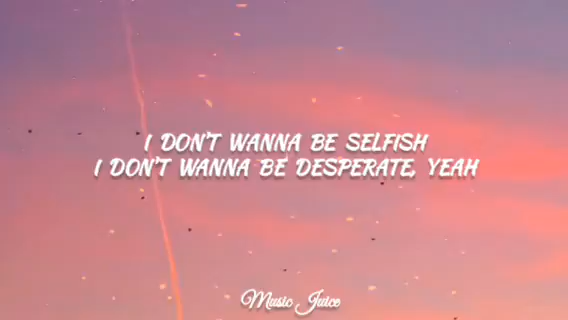 I DON'T WANNA BE SELFISH
I DON'T WANNA BE DESPERATE, YEAH
Music Juice